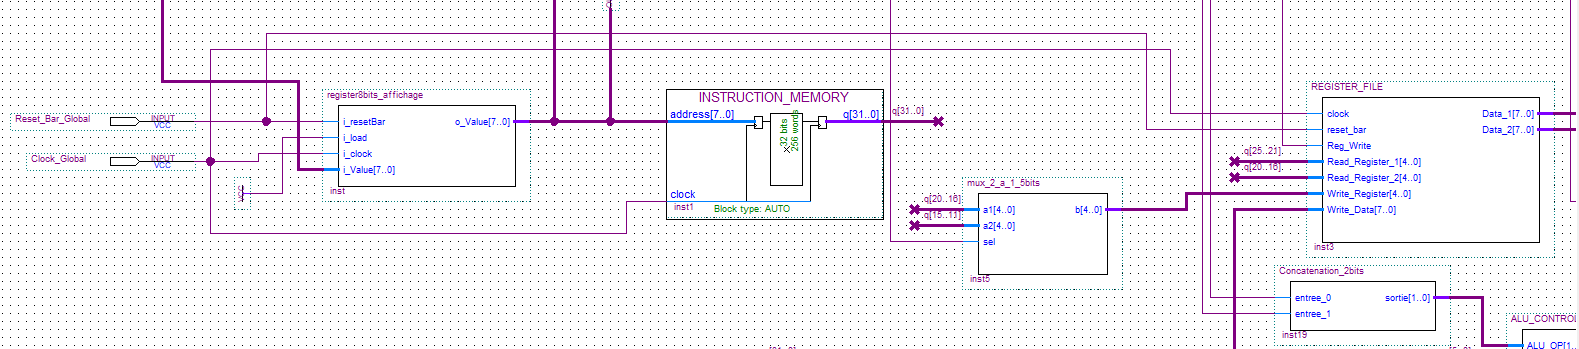 register8bits_affichage
INSTRUCTION_MEMORY
REGISTER_FILE
Reset_Bar_Global
INPUT
VCC
i_resetBar
o_Value[7..0]
address[7..0]
q[31..0]
q[31..0]
clock
Data_1[7..0]
i_load
32 bits
256 words
reset_bar
Data_2[7..0]
Clock_Global
INPUT
VCC
i_clock
Reg_Write
q[25..21]
Read_Register_1[4..0]
i_Value[7..0]
q[20..16]
Read_Register_2[4..0]
inst
VCC
clock
mux_2_a_1_5bits
Write_Register[4..0]
inst1
Block type: AUTO
q[20..16]
a1[4..0]
b[4..0]
Write_Data[7..0]
q[15..11]
a2[4..0]
sel
inst3
inst5
Concatenation_2bits
entree_0
sortie[1..0]
entree_1
inst19
ALU_CONTROL
ALU_OP[1..